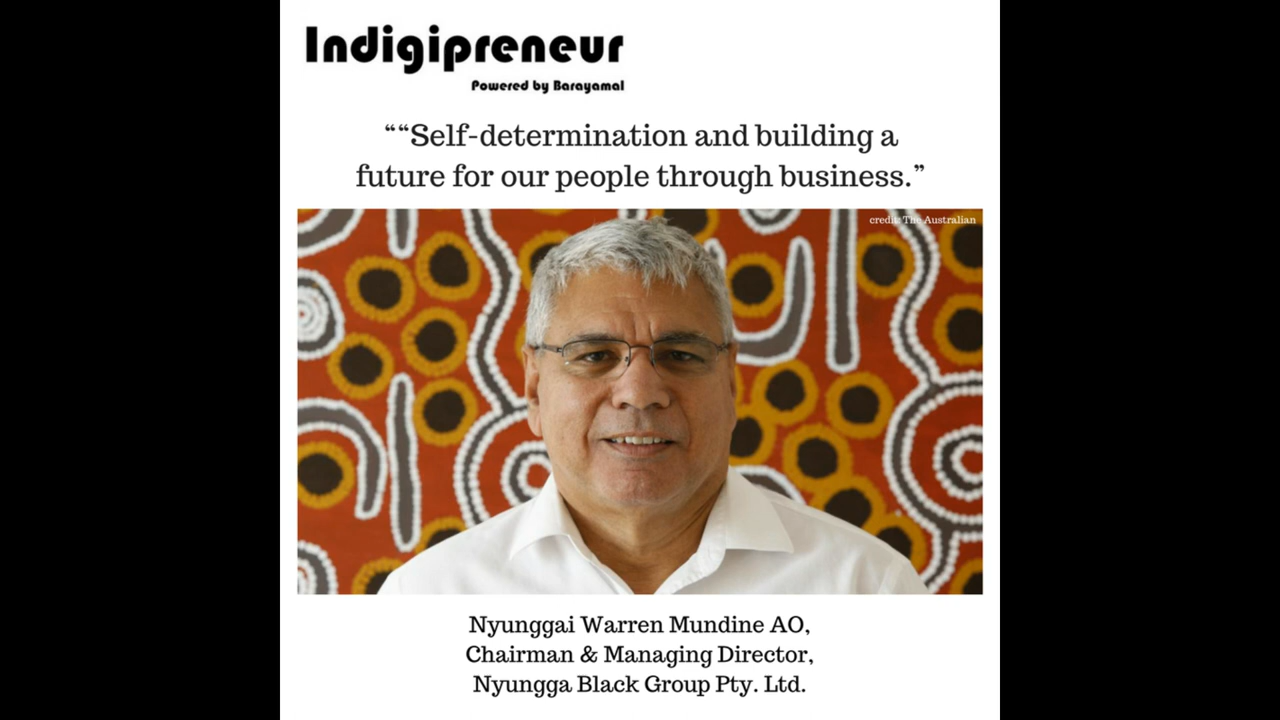 Indigipreneur
Powered by Barayamal
““Self-determination and building a
future for our people through business.”
credit: The Australian
Nyunggai Warren Mundine AO,
Chairman & Managing Director,
Nyungga Black Group Pty. Ltd.